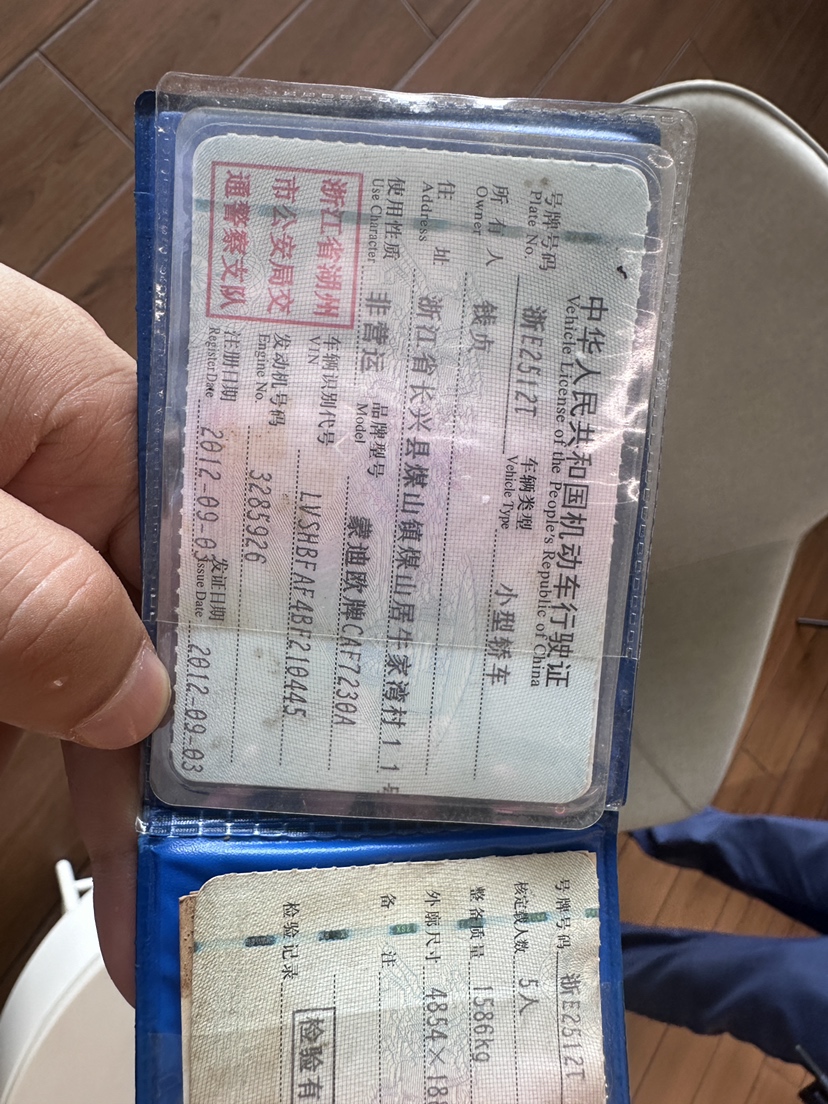 中华人民共和国机动车行驶证
Vehicle License of the People's Republic of China
号牌号码 浙E2512T 车辆类型 小型轿车
Plate No. Vehicle Type
所有人 钱贞
Owner
住址 浙江省长兴县煤山镇煤山居牛家湾村11号
Address
使用性质 非营运 品牌型号 蒙迪欧牌CAF7230A
Use Character Model
浙江省湖州
市公安局交
通警察支队
车辆识别代号 LVSHBFAF4BF210445
VIN
发动机号码 3285926
Engine No.
注册日期 2012-09-03 发证日期 2012-09-03
Register Date Issue Date
号牌号码 浙E2512T
核定载人数 5人
整备质量 1586kg
外廓尺寸 4854×18
备注
检验记录
检验有